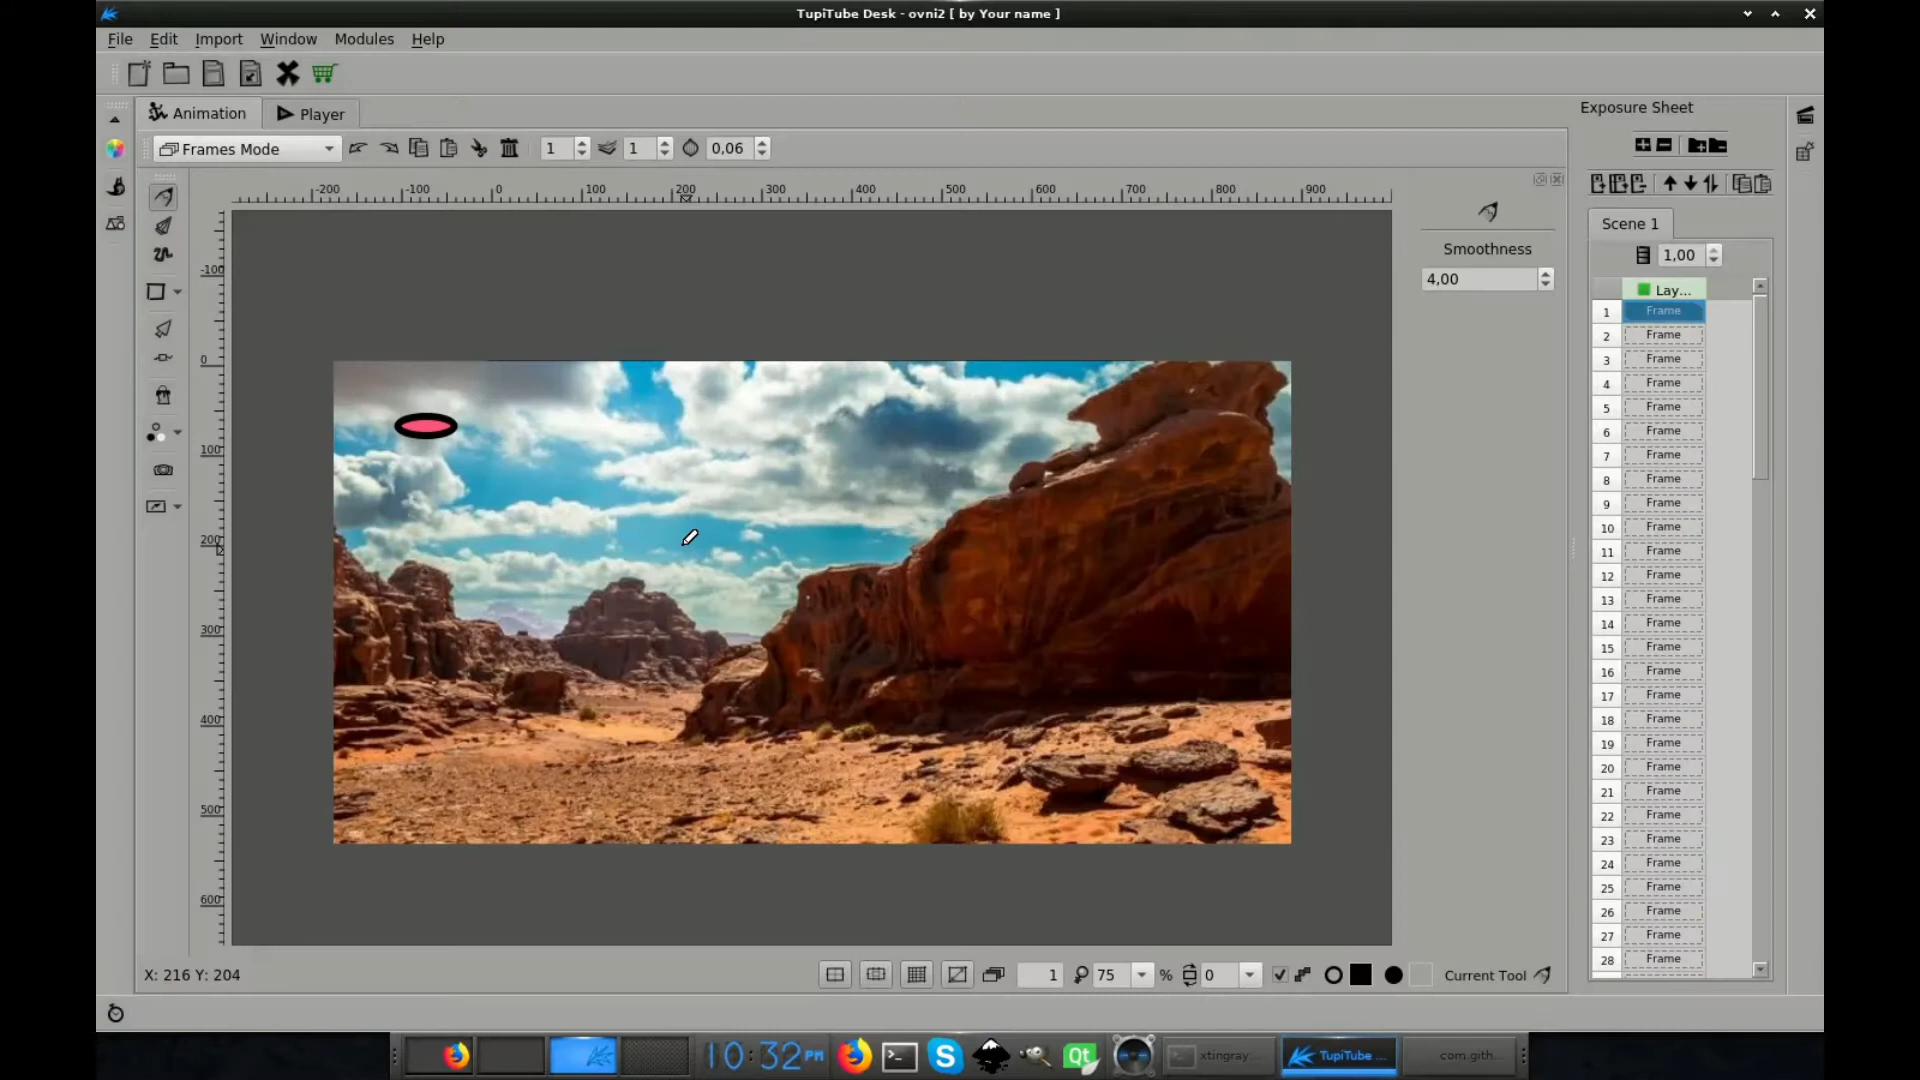 TupiTube Desk - ovni2 [ by Your name ]
File Edit Import Window Modules Help
Animation Player
Frames Mode 1 1 0,06
Exposure Sheet
-200 -100 0 100 200 300 400 500 600 700 800 900
-100
0
100
200
300
400
500
600
Smoothness
4,00
Scene 1
1,00
Lay...
1 Frame
2 Frame
3 Frame
4 Frame
5 Frame
6 Frame
7 Frame
8 Frame
9 Frame
10 Frame
11 Frame
12 Frame
13 Frame
14 Frame
15 Frame
16 Frame
17 Frame
18 Frame
19 Frame
20 Frame
21 Frame
22 Frame
23 Frame
24 Frame
25 Frame
26 Frame
27 Frame
28 Frame
X: 216 Y: 204 1 75 % 0 Current Tool
10:32 PM Qt xtingray... TupiTube ... com.gith...